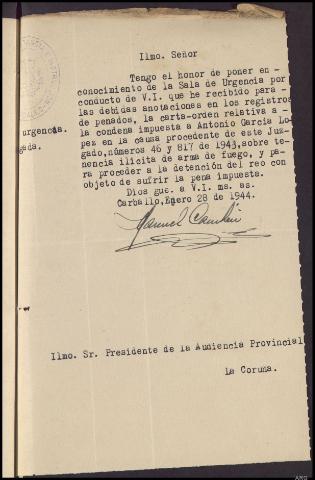 Ilmo. Señor
Tengo el honor de poner en-
conocimiento de la Sala de Urgencia por
conducto de V.I. que he recibido para-
las debidas anotaciones en los registros
de penados, la carta-orden relativa a-
urgencia. la condena impuesta a Antonio García Lo-
pez en la causa procedente de este Juz-
gado, números 46 y 817 de 1943, sobre te-
nencia ilicita de arma de fuego, y pa-
ra proceder a la detención del reo con
objeto de sufrir la pena impuesta.
Dios gue. a V.I. ms. as.
Carballo, Enero 28 de 1944.
Manuel
Ilmo. Sr. Presidente de la Audiencia Provincial
La Coruña.